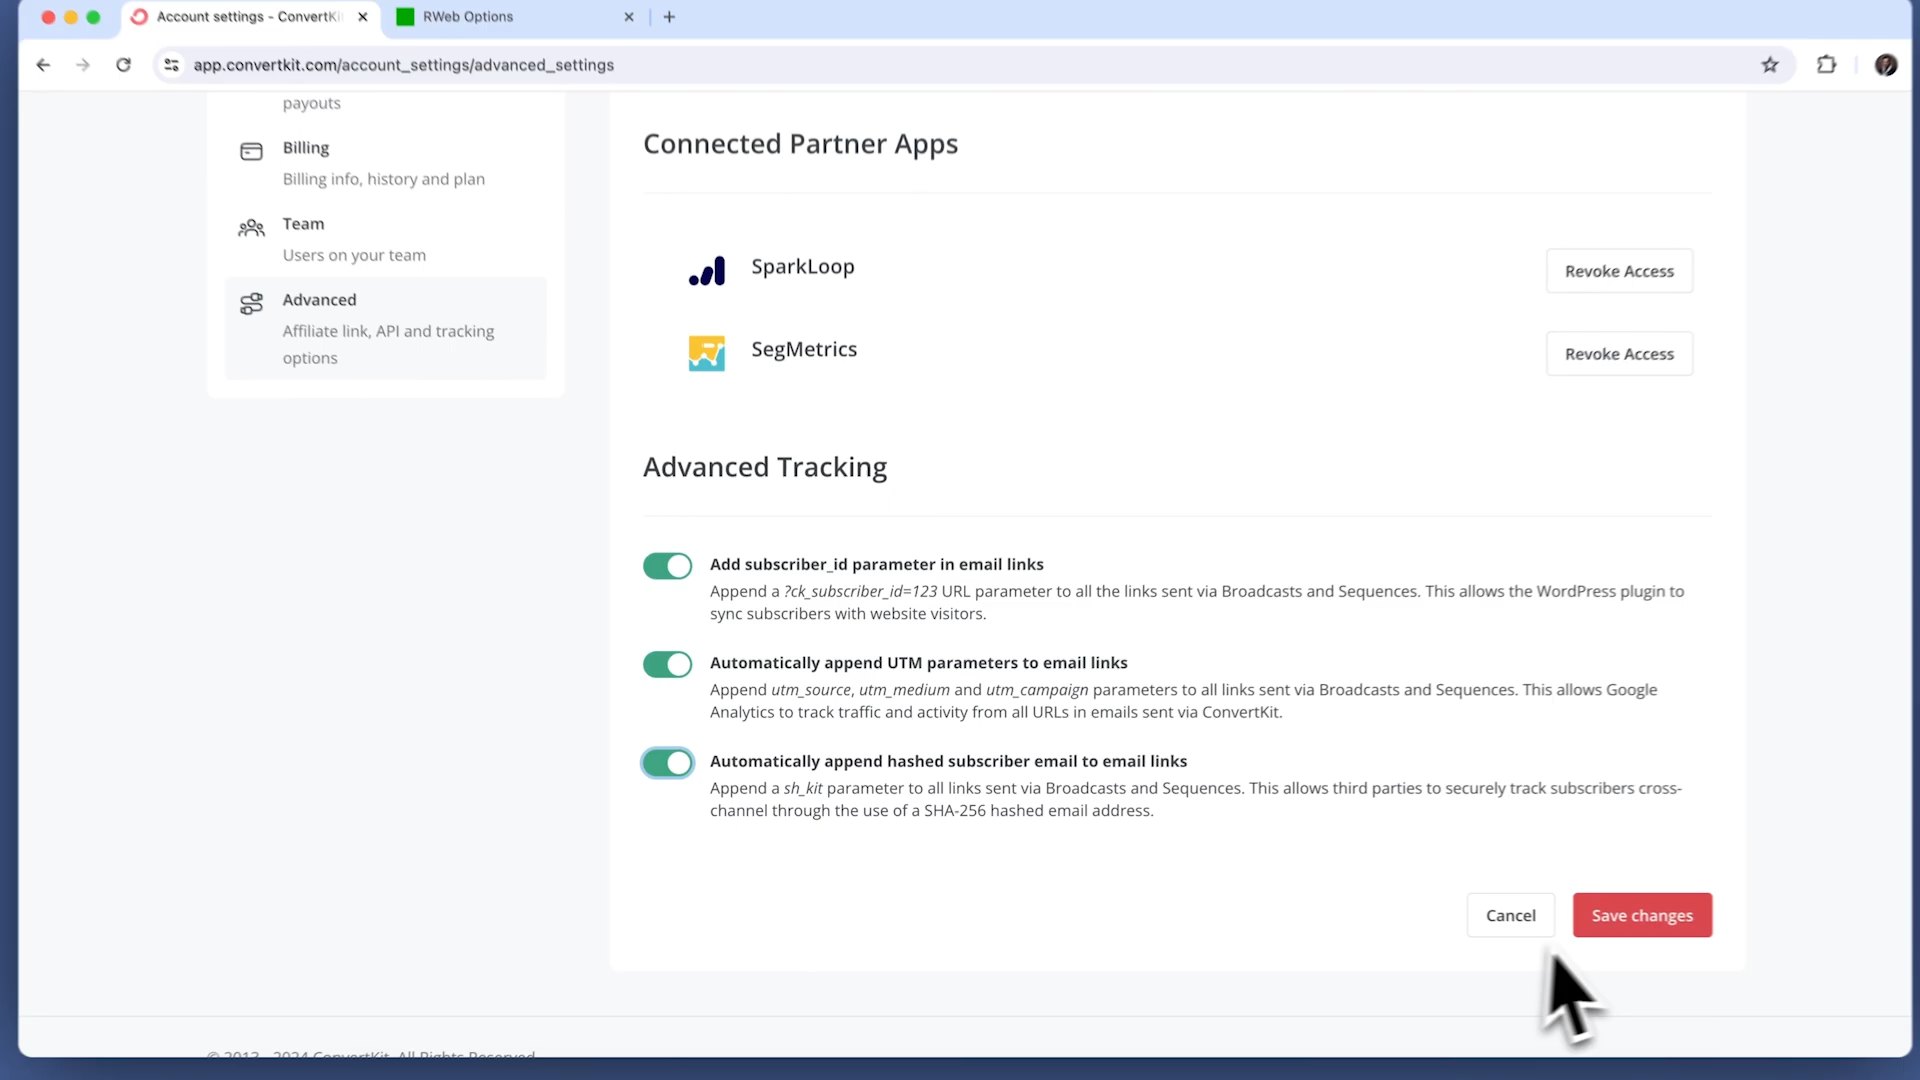 Account settings - ConvertKi
RWeb Options
app.convertkit.com/account_settings/advanced_settings
payouts
Billing
Billing info, history and plan
Team
Users on your team
Advanced
Affiliate link, API and tracking
options
Connected Partner Apps
SparkLoop
Revoke Access
SegMetrics
Revoke Access
Advanced Tracking
Add subscriber_id parameter in email links
Append a ?ck_subscriber_id=123 URL parameter to all the links sent via Broadcasts and Sequences. This allows the WordPress plugin to
sync subscribers with website visitors.
Automatically append UTM parameters to email links
Append utm_source, utm_medium and utm_campaign parameters to all links sent via Broadcasts and Sequences. This allows Google
Analytics to track traffic and activity from all URLs in emails sent via ConvertKit.
Automatically append hashed subscriber email to email links
Append a sh_kit parameter to all links sent via Broadcasts and Sequences. This allows third parties to securely track subscribers cross-
channel through the use of a SHA-256 hashed email address.
Cancel
Save changes
© 2013 - 2024 ConvertKit. All Rights Reserved